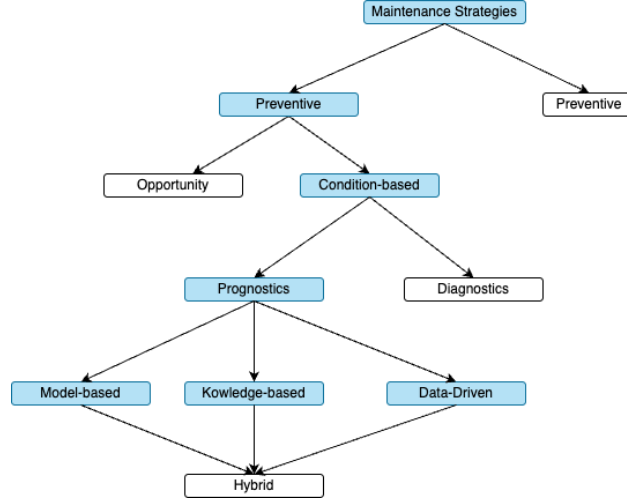 Maintenance Strategies
Preventive
Preventive
Opportunity
Condition-based
Prognostics
Diagnostics
Model-based
Kowledge-based
Data-Driven
Hybrid